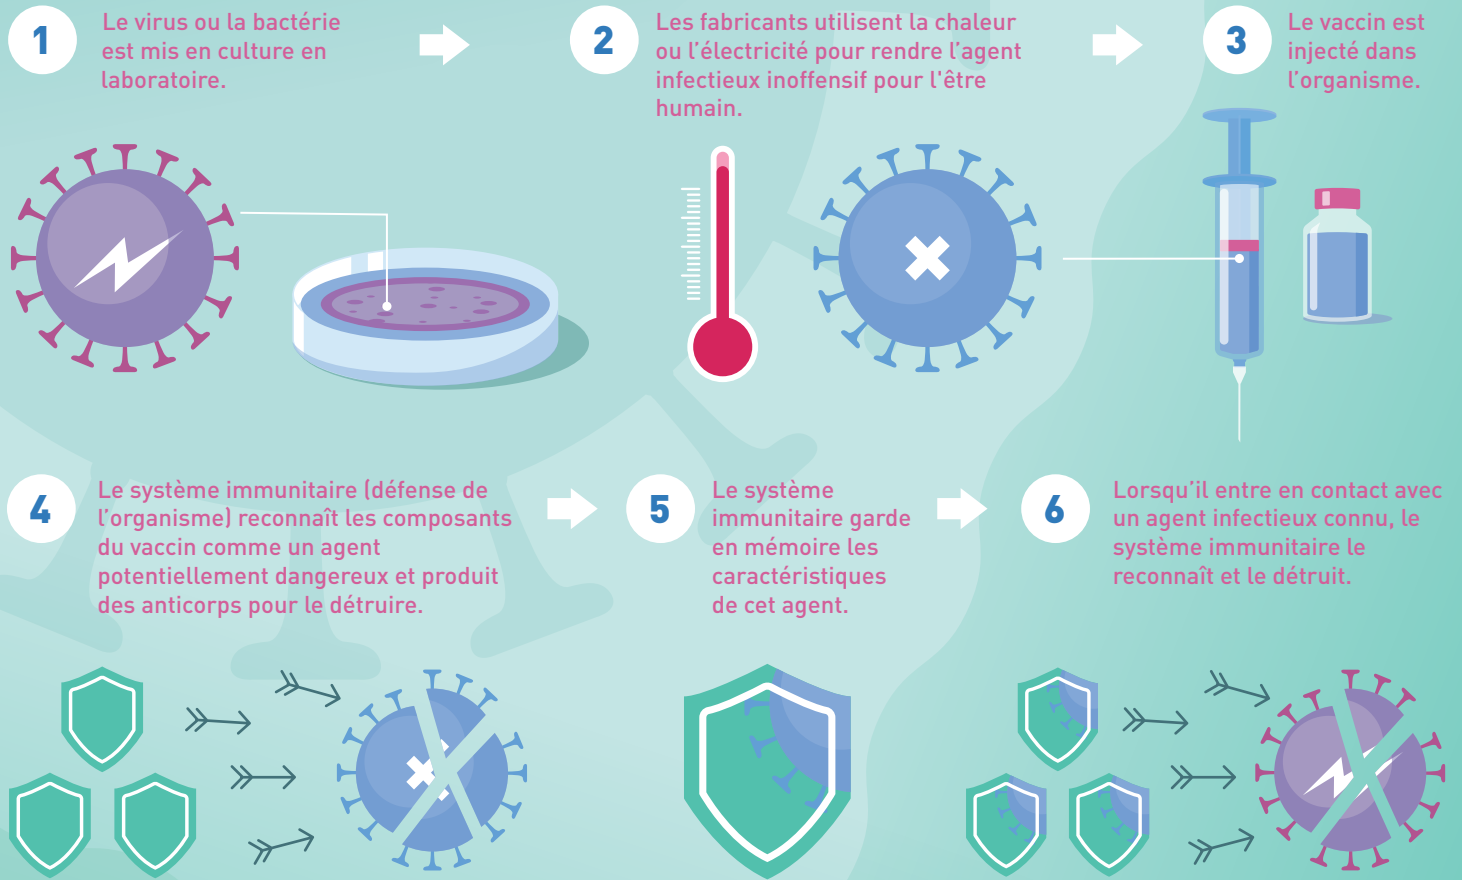 1
Le virus ou la bactérie
est mis en culture en
laboratoire.
2
Les fabricants utilisent la chaleur
ou l’électricité pour rendre l’agent
infectieux inoffensif pour l'être
humain.
3
Le vaccin est
injecté dans
l’organisme.
4
Le système immunitaire (défense de
l’organisme) reconnaît les composants
du vaccin comme un agent
potentiellement dangereux et produit
des anticorps pour le détruire.
5
Le système
immunitaire garde
en mémoire les
caractéristiques
de cet agent.
6
Lorsqu’il entre en contact avec
un agent infectieux connu, le
système immunitaire le
reconnaît et le détruit.